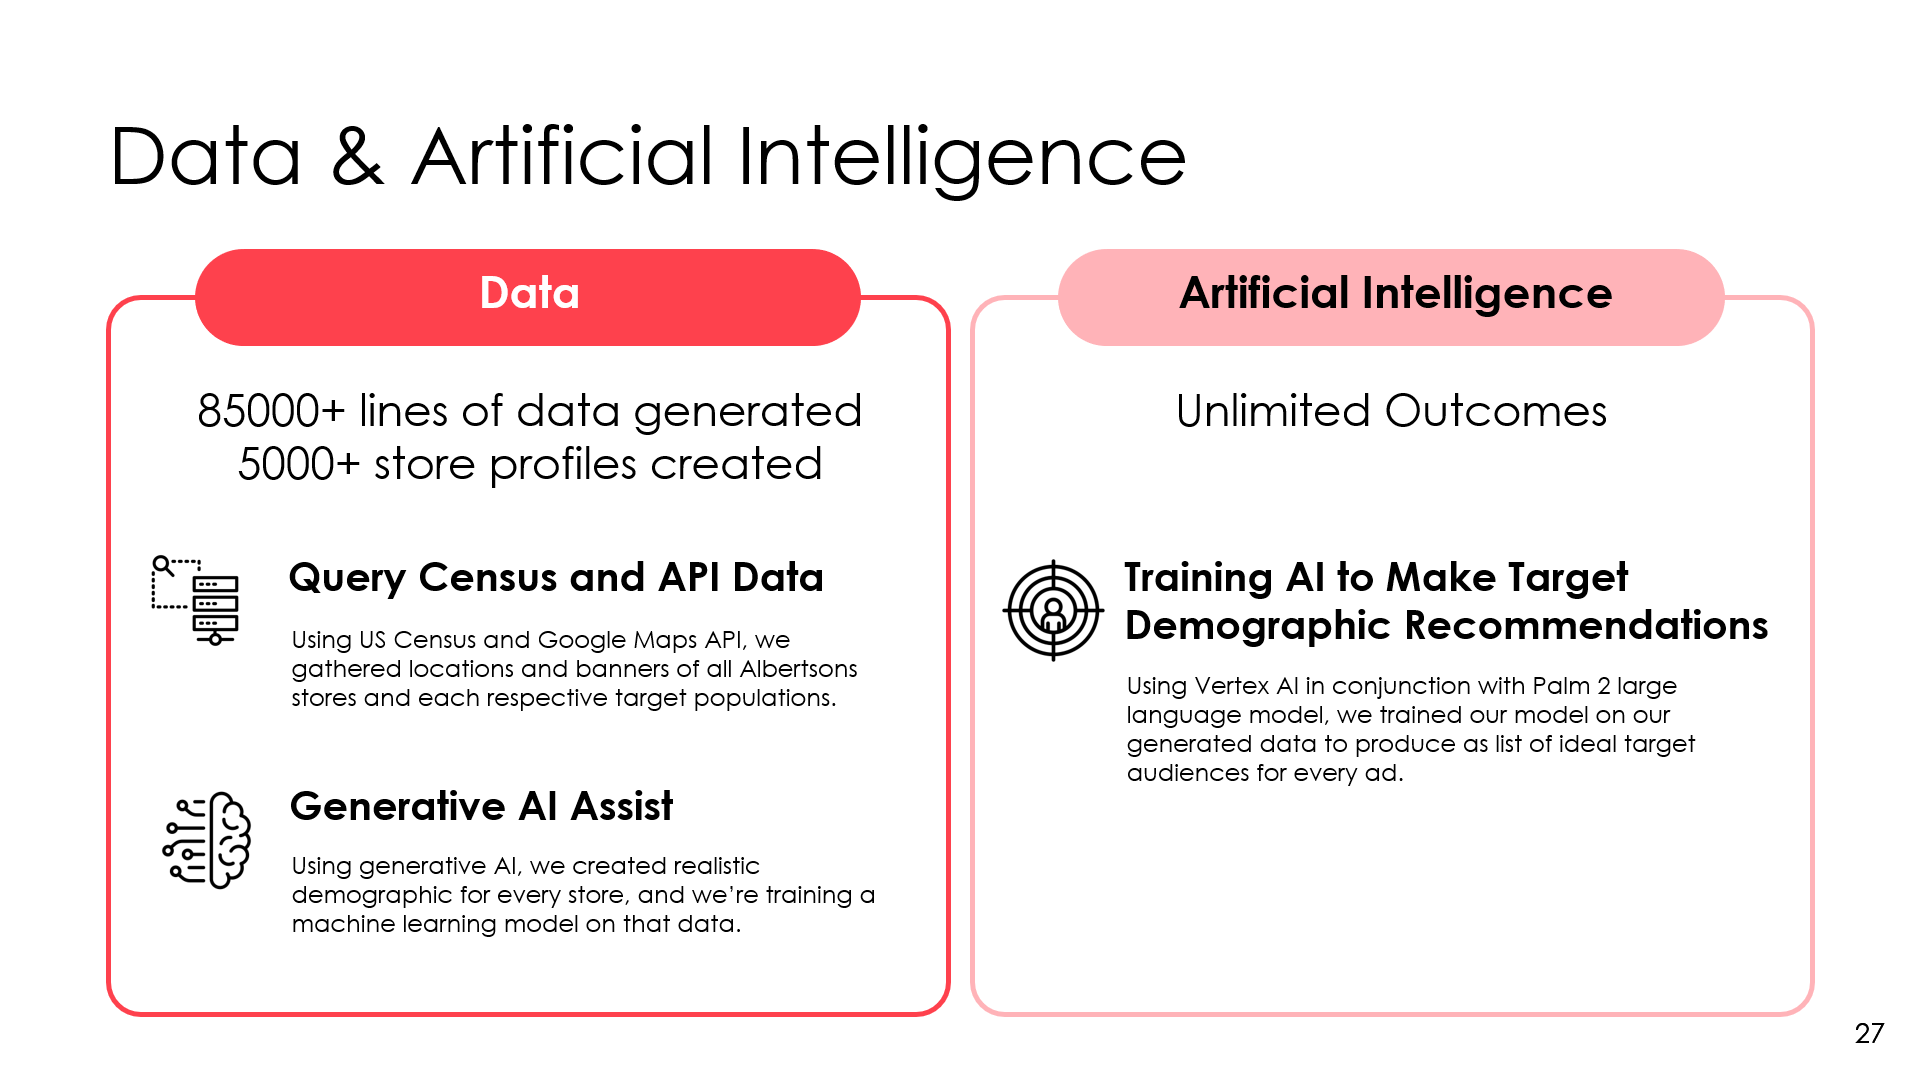 Data & Artificial Intelligence
Data
85000+ lines of data generated
5000+ store profiles created
Query Census and API Data
Using US Census and Google Maps API, we
gathered locations and banners of all Albertsons
stores and each respective target populations.
Generative AI Assist
Using generative AI, we created realistic
demographic for every store, and we’re training a
machine learning model on that data.
Artificial Intelligence
Unlimited Outcomes
Training AI to Make Target
Demographic Recommendations
Using Vertex AI in conjunction with Palm 2 large
language model, we trained our model on our
generated data to produce as list of ideal target
audiences for every ad.
27